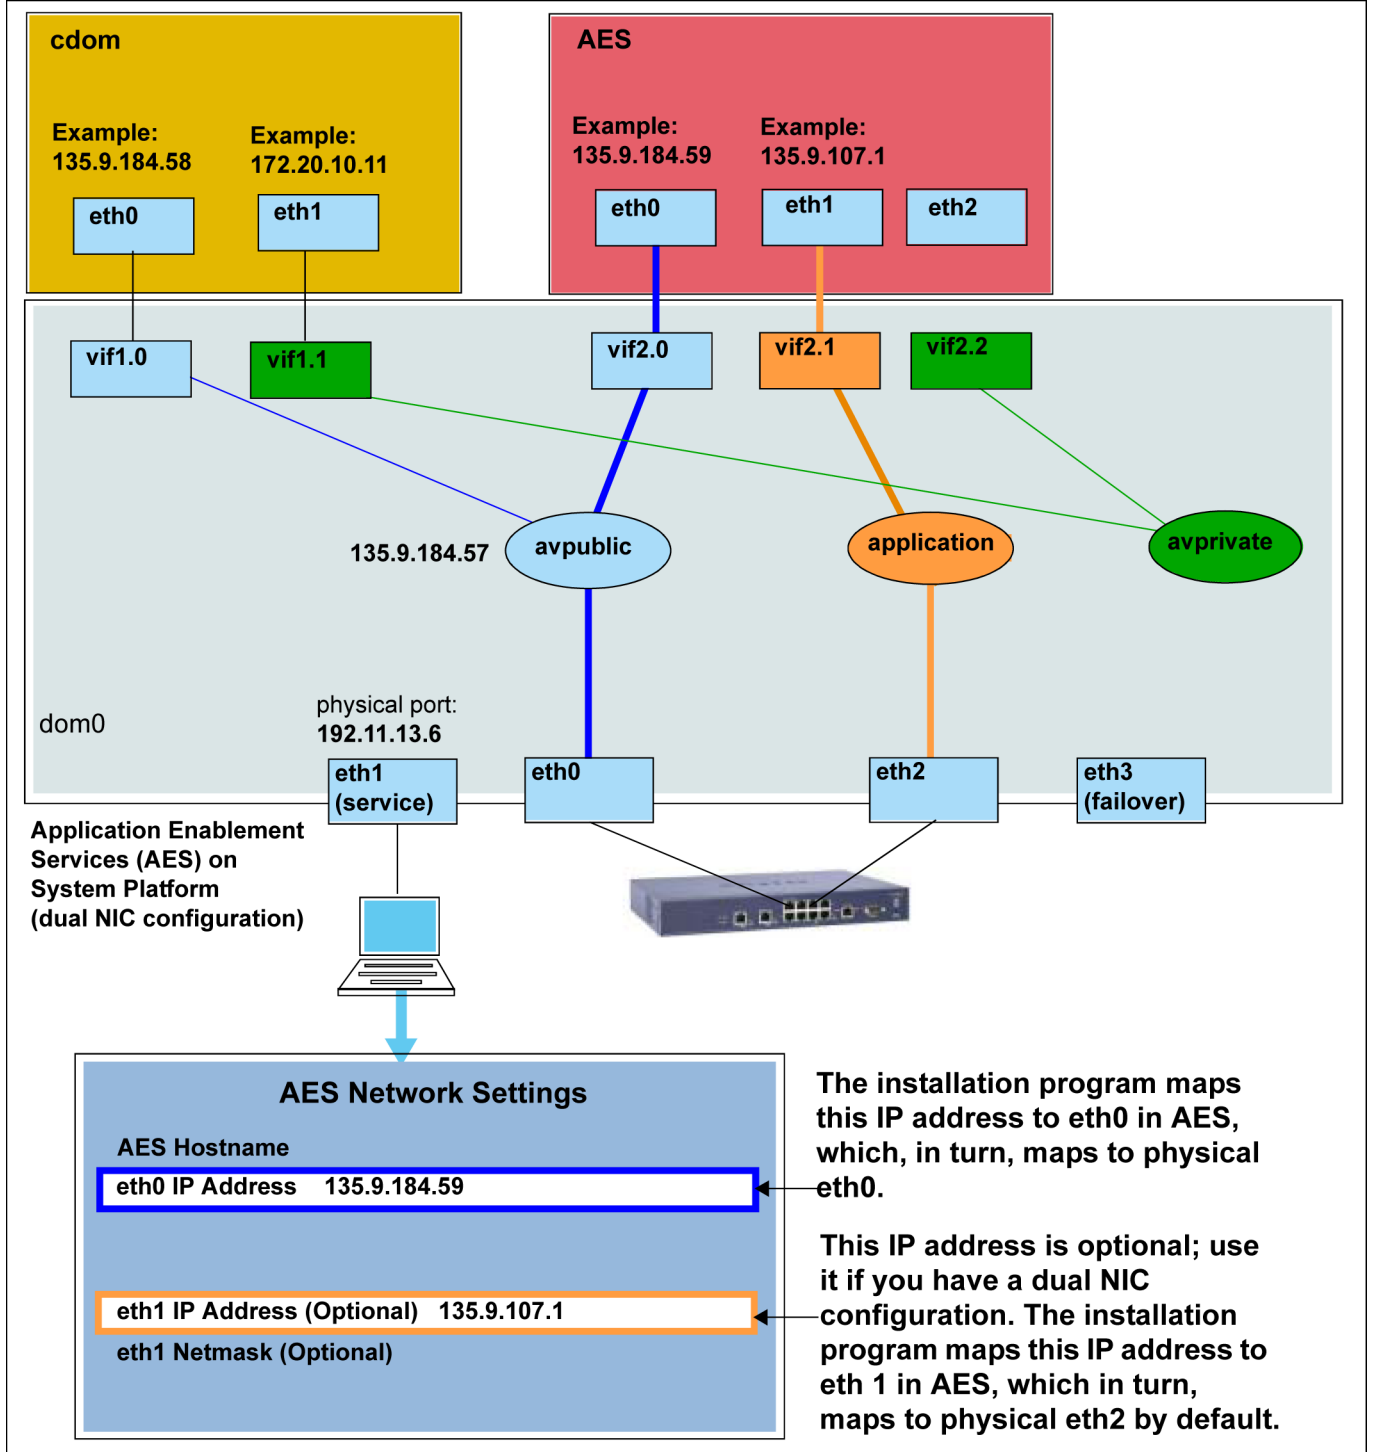 cdom
AES
Example:
135.9.184.58
Example:
172.20.10.11
Example:
135.9.184.59
Example:
135.9.107.1
eth0
eth1
eth0
eth1
eth2
vif1.0
vif1.1
vif2.0
vif2.1
vif2.2
135.9.184.57
avpublic
application
avprivate
dom0
physical port:
192.11.13.6
eth1
(service)
eth0
eth2
eth3
(failover)
Application Enablement
Services (AES) on
System Platform
(dual NIC configuration)
AES Network Settings
AES Hostname
eth0 IP Address 135.9.184.59
eth1 IP Address (Optional) 135.9.107.1
eth1 Netmask (Optional)
The installation program maps
this IP address to eth0 in AES,
which, in turn, maps to physical
eth0.
This IP address is optional; use
it if you have a dual NIC
configuration. The installation
program maps this IP address to
eth 1 in AES, which in turn,
maps to physical eth2 by default.